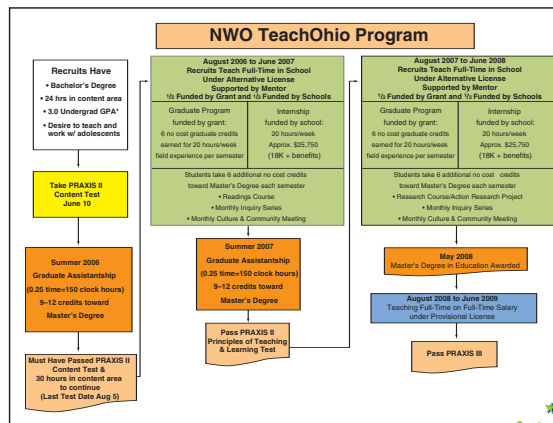 NWO TeachOhio Program
Recruits Have
• Bachelor's Degree
• 24 hrs in content area
• 3.0 Undergrad GPA*
• Desire to teach and
work w/ adolescents
Take PRAXIS II
Content Test
June 10
Summer 2006
Graduate Assistantship
(0.25 time=150 clock hours)
9–12 credits toward
Master's Degree
Must Have Passed PRAXIS II
Content Test &
30 hours in content area
to continue
(Last Test Date Aug 5)
August 2006 to June 2007
Recruits Teach Full-Time in School
Under Alternative License
Supported by Mentor
½ Funded by Grant and ½ Funded by Schools
Graduate Program
funded by grant:
6 no cost graduate credits
earned for 20 hours/week
field experience per semester
Internship
funded by school:
20 hours/week
Approx. $25,750
(18K + benefits)
Students take 6 additional no cost credits
toward Master's Degree each semester
• Readings Course
• Monthly Inquiry Series
• Monthly Culture & Community Meeting
Summer 2007
Graduate Assistantship
(0.25 time=150 clock hours)
9–12 credits toward
Master's Degree
Pass PRAXIS II
Principles of Teaching
& Learning Test
August 2007 to June 2008
Recruits Teach Full-Time in School
Under Alternative License
Supported by Mentor
½ Funded by Grant and ½ Funded by Schools
Graduate Program
funded by grant:
6 no cost graduate credits
earned for 20 hours/week
field experience per semester
Internship
funded by school:
20 hours/week
Approx. $25,750
(18K + benefits)
Students take 6 additional no cost credits
toward Master's Degree each semester
• Research Course/Action Research Project
• Monthly Inquiry Series
• Monthly Culture & Community Meeting
May 2008
Master's Degree in Education Awarded
August 2008 to June 2009
Teaching Full-Time on Full-Time Salary
under Provisional License
Pass PRAXIS III